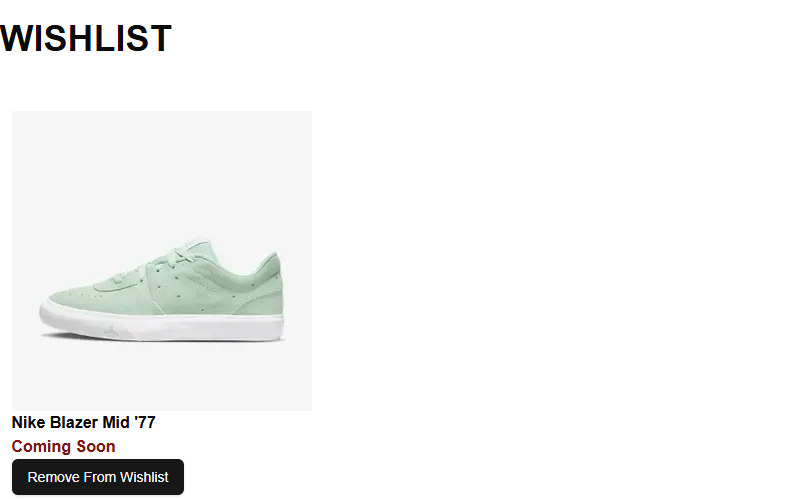 WISHLIST
Nike Blazer Mid '77
Coming Soon
Remove From Wishlist